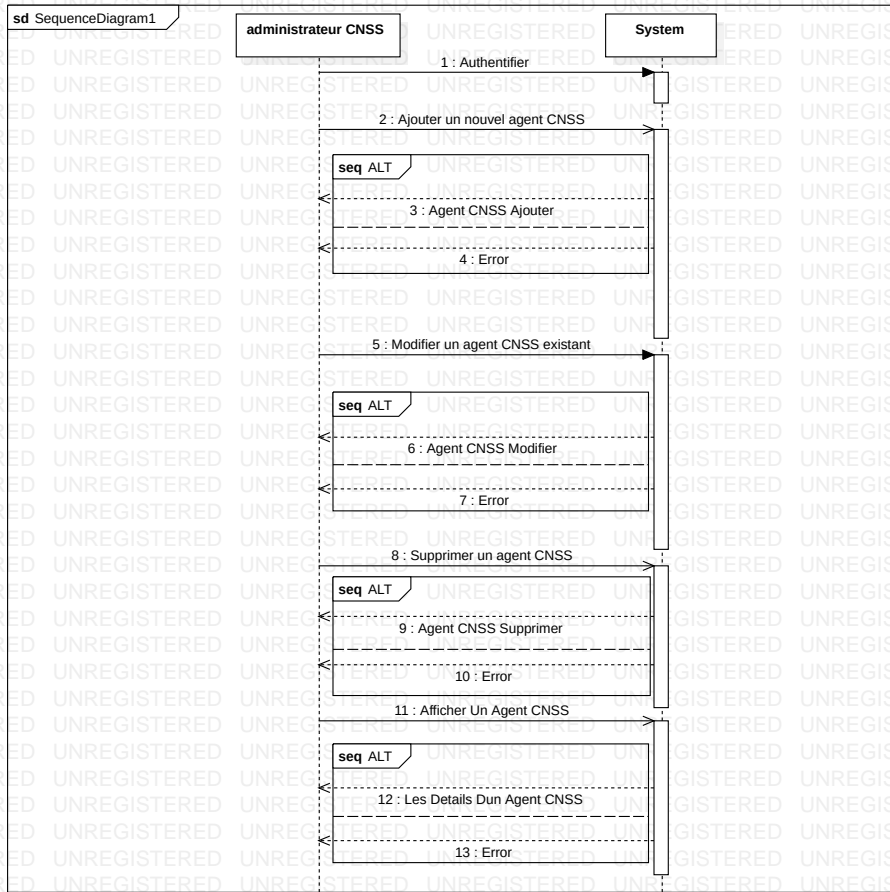 sd SequenceDiagram1
administrateur CNSS
System
1 : Authentifier
2 : Ajouter un nouvel agent CNSS
seq ALT
3 : Agent CNSS Ajouter
4 : Error
5 : Modifier un agent CNSS existant
seq ALT
6 : Agent CNSS Modifier
7 : Error
8 : Supprimer un agent CNSS
seq ALT
9 : Agent CNSS Supprimer
10 : Error
11 : Afficher Un Agent CNSS
seq ALT
12 : Les Details Dun Agent CNSS
13 : Error
UNREGISTERED